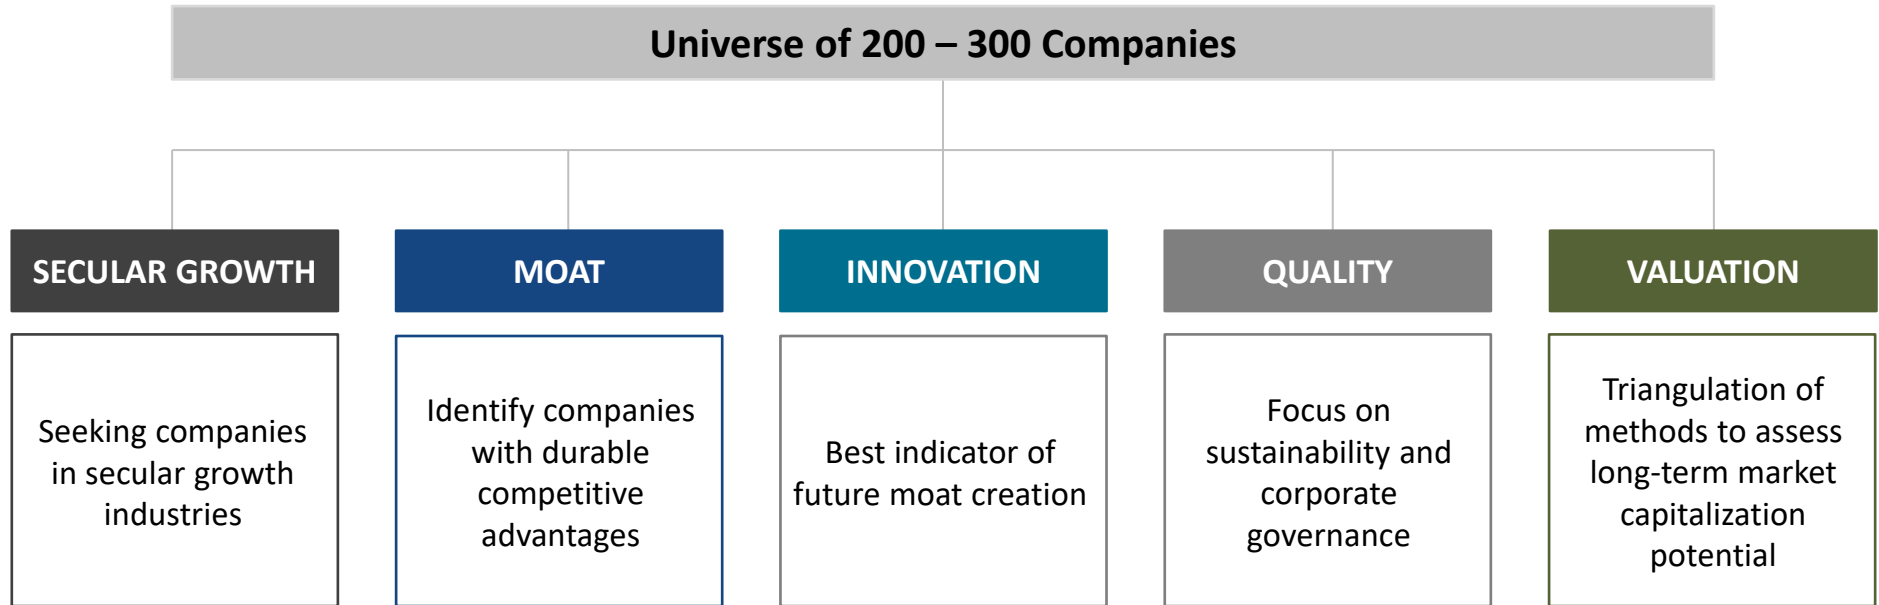 Universe of 200 – 300 Companies
SECULAR GROWTH
Seeking companies
in secular growth
industries
MOAT
Identify companies
with durable
competitive
advantages
INNOVATION
Best indicator of
future moat creation
QUALITY
Focus on
sustainability and
corporate
governance
VALUATION
Triangulation of
methods to assess
long-term market
capitalization
potential